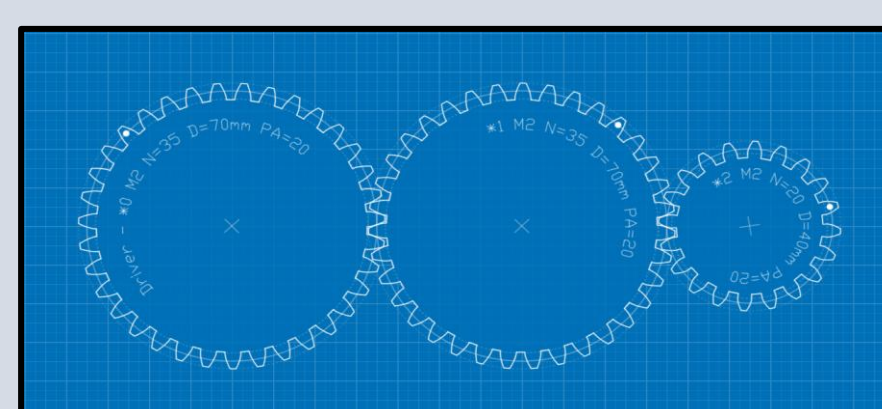 Driver - #0 M2 N=35 D=70mm PA=20
#1 M2 N=35 D=70mm PA=20
#2 M2 N=20 D=40mm PA=20